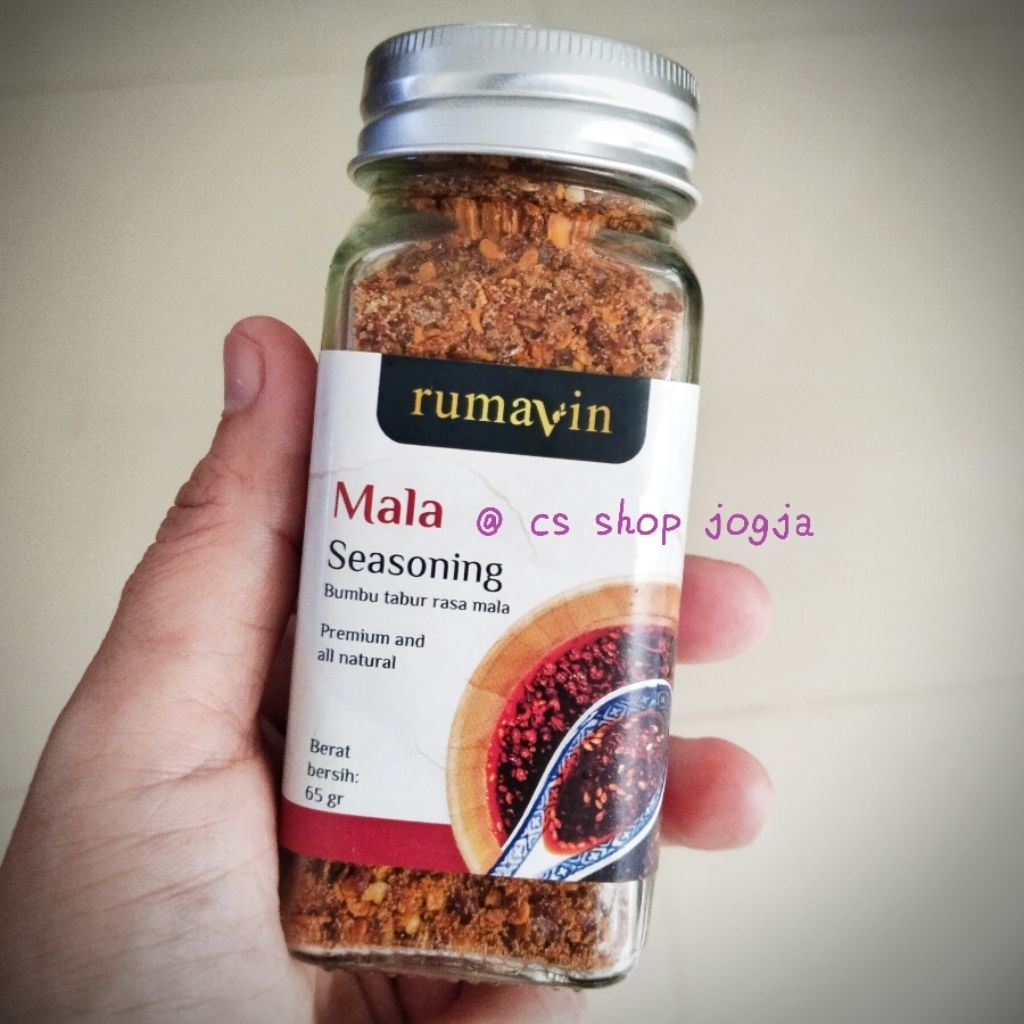 rumavin
Mala
@ cs shop jogja
Seasoning
Bumbu tabur rasa mala
Premium and
all natural
Berat
bersih:
65 gr